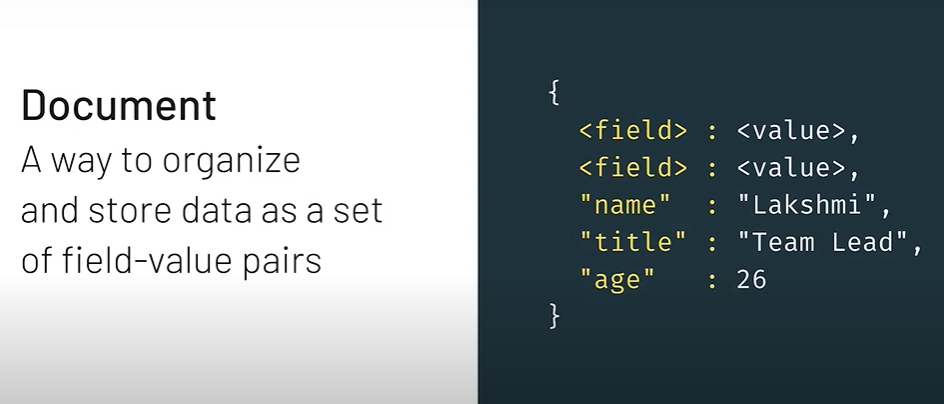 Document
A way to organize
and store data as a set
of field-value pairs
{
<field> : <value>,
<field> : <value>,
"name" : "Lakshmi",
"title" : "Team Lead",
"age" : 26
}